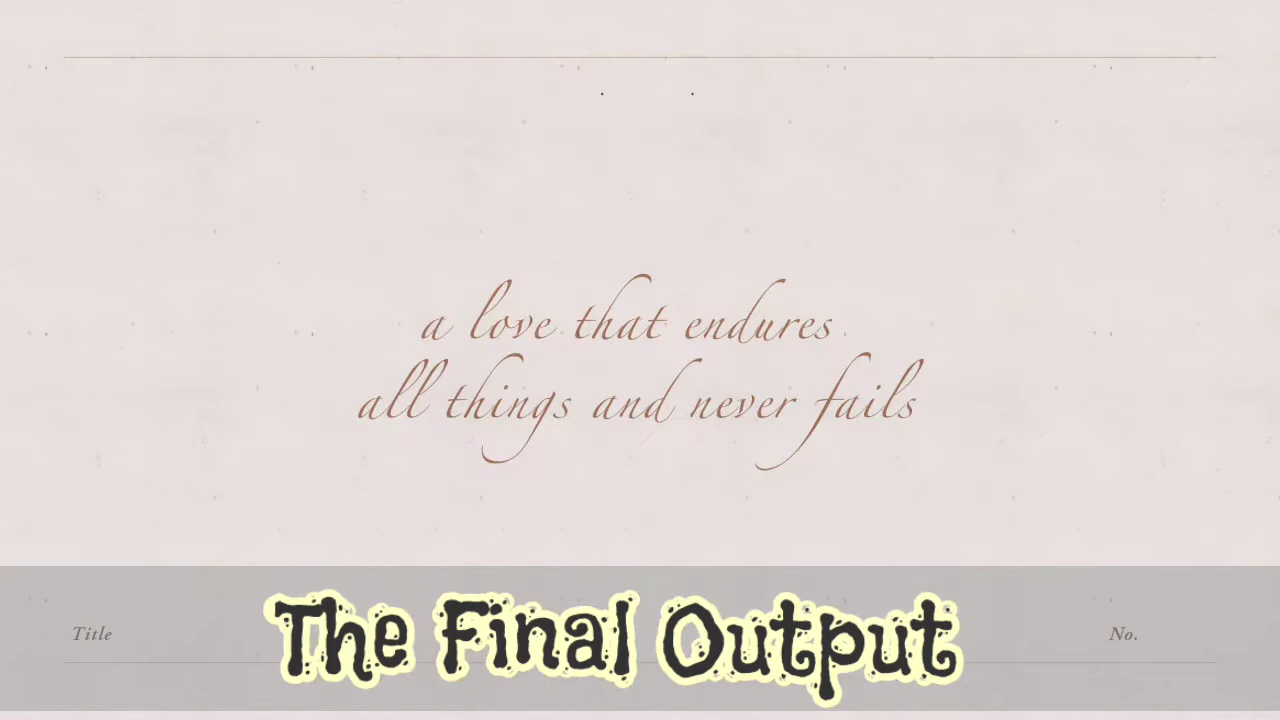 a love that endures
all things and never fails
Title
The Final Output
No.